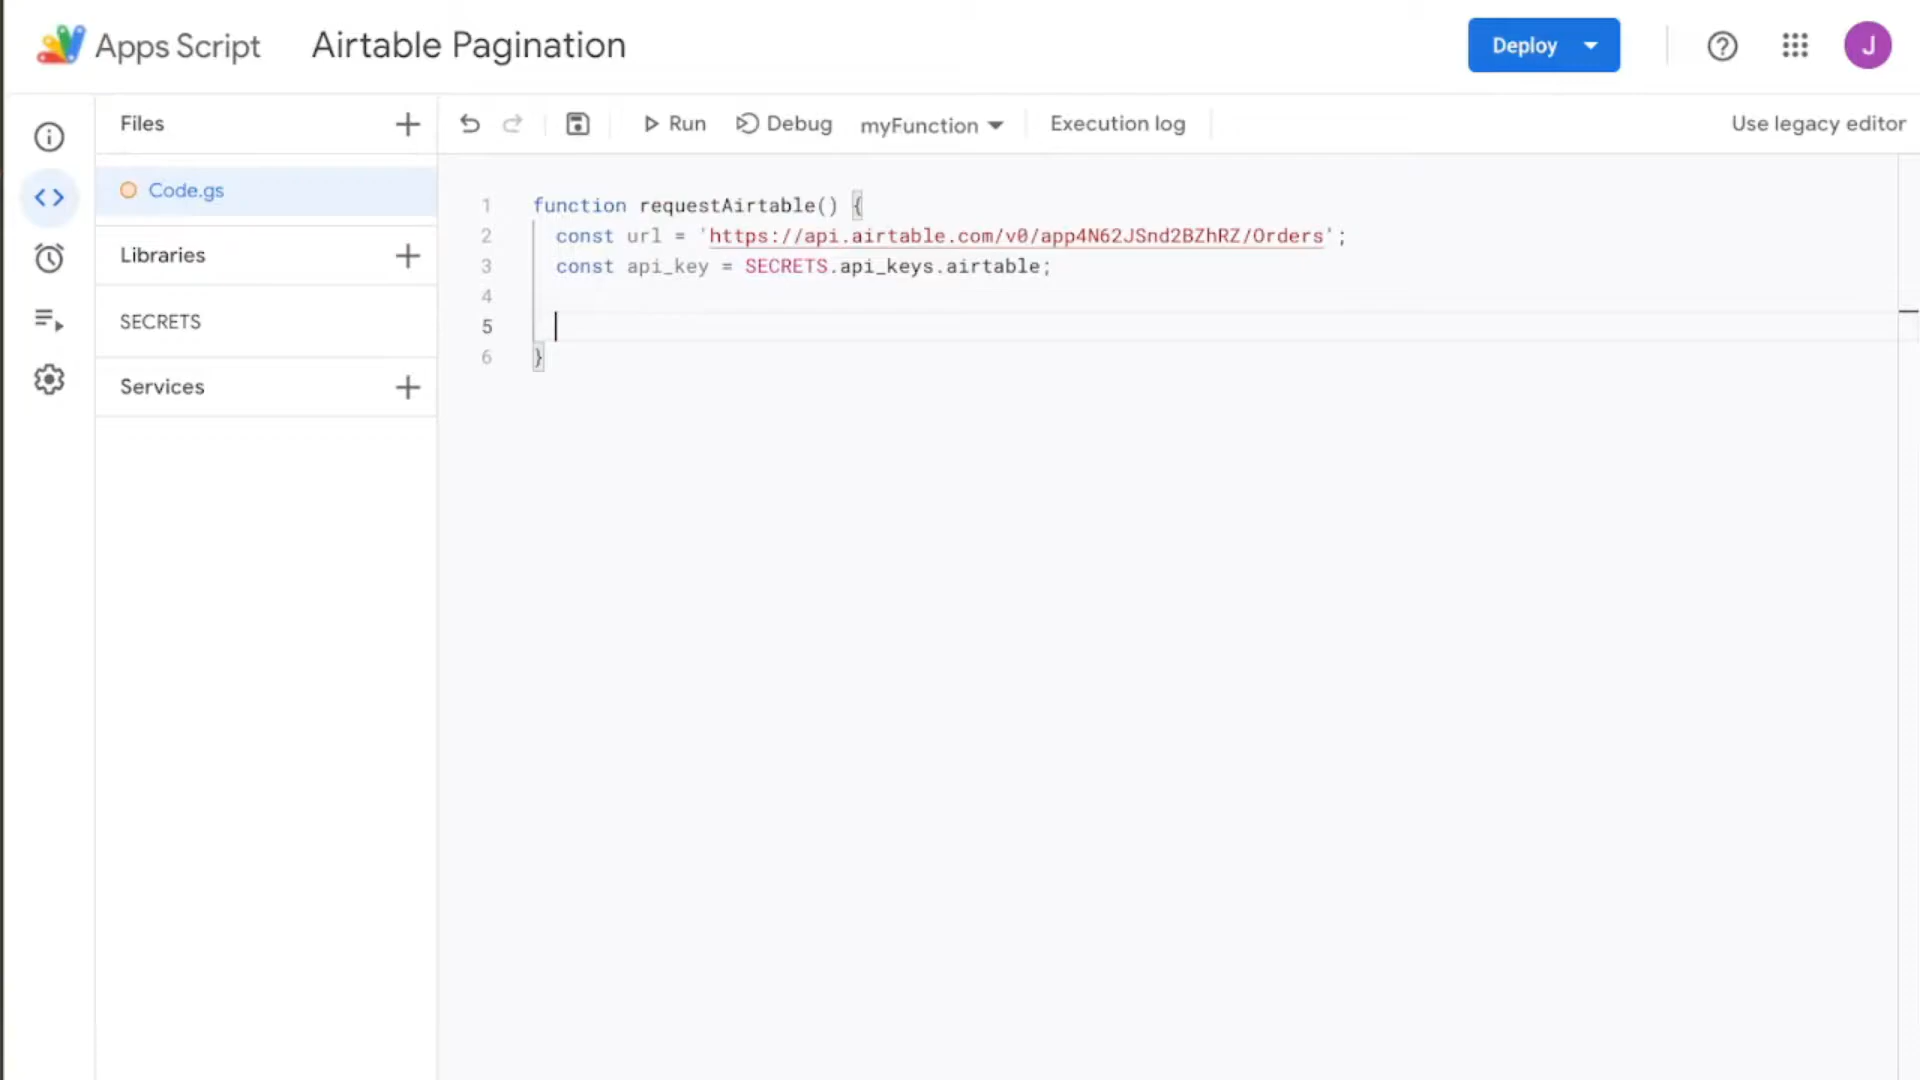 Apps Script
Airtable Pagination
Deploy
J
Files
Run
Debug
myFunction
Execution log
Use legacy editor
Code.gs
Libraries
SECRETS
Services
1 function requestAirtable() {
2 const url = 'https://api.airtable.com/v0/app4N62JSnd2BZhRZ/Orders';
3 const api_key = SECRETS.api_keys.airtable;
4
5
6 }